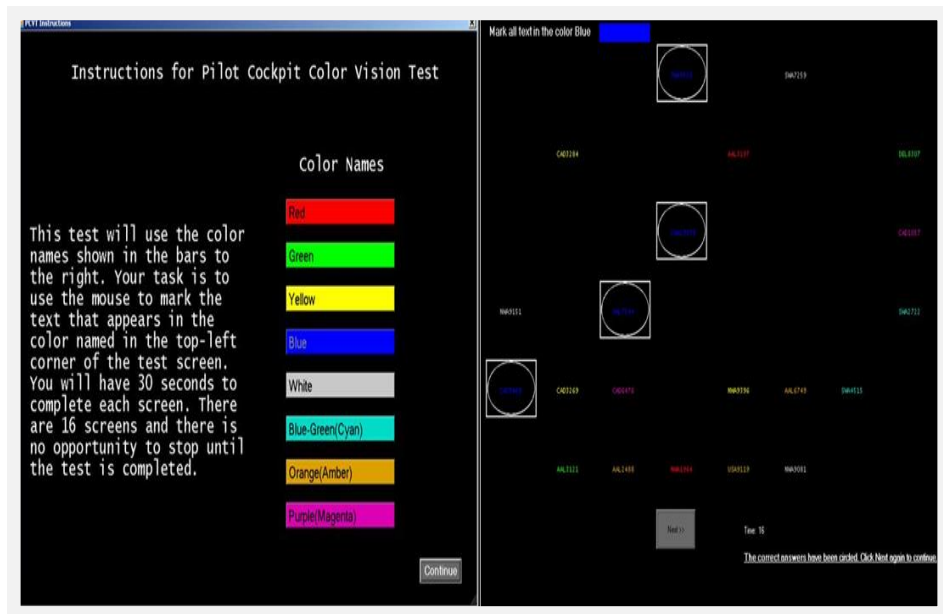 PCVT Instructions
Instructions for Pilot Cockpit Color Vision Test
Color Names
This test will use the color
names shown in the bars to
the right. Your task is to
use the mouse to mark the
text that appears in the
color named in the top-left
corner of the test screen.
You will have 30 seconds to
complete each screen. There
are 16 screens and there is
no opportunity to stop until
the test is completed.
Red
Green
Yellow
Blue
White
Blue-Green(Cyan)
Orange(Amber)
Purple(Magenta)
Continue
Mark all text in the color Blue
SWA7259
CAO3284
DAL8707
NWA9151
SWA2722
CAO3269
NWA9396
AAL6749
SWA4515
AAL2121
AAL2488
USA9119
NWA9081
Next >>
Time: 16
The correct answers have been circled. Click Next again to continue.